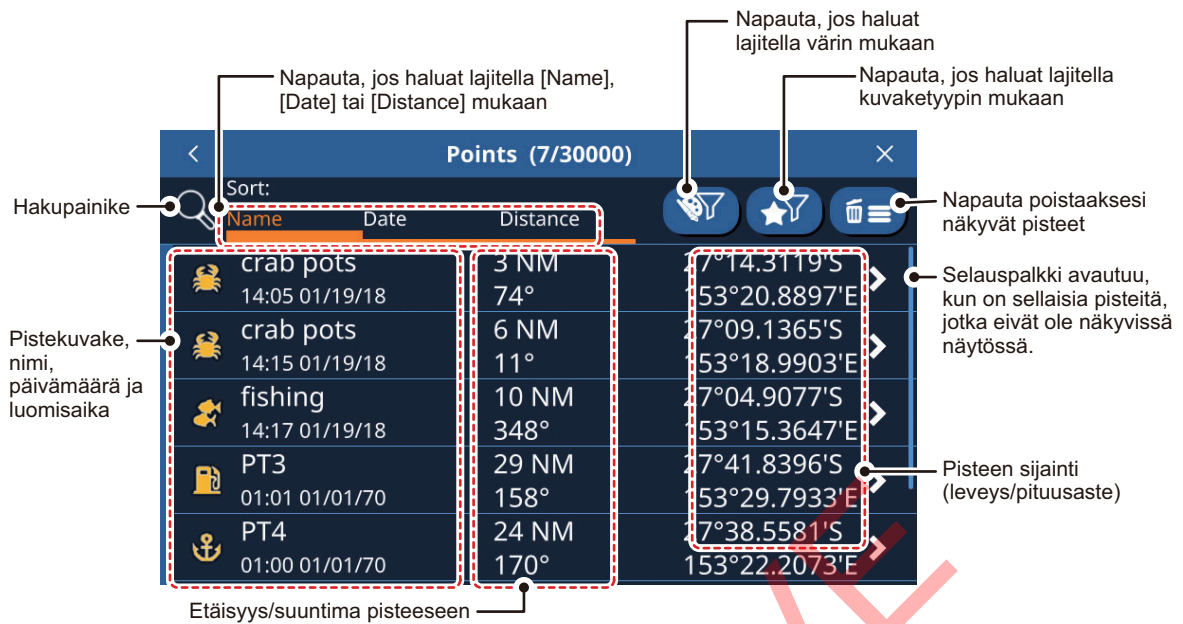 Napauta, jos haluat
lajitella värin mukaan
Napauta, jos haluat lajitella [Name],
[Date] tai [Distance] mukaan
Napauta, jos haluat lajitella
kuvaketyypin mukaan
Points (7/30000)
Hakupainike
Sort:
Name Date Distance
Napauta poistaaksesi
näkyvät pisteet
crab pots 3 NM 27°14.3119'S
14:05 01/19/18 74° 153°20.8897'E
Selauspalkki avautuu,
kun on sellaisia pisteitä,
jotka eivät ole näkyvissä
näytössä.
Pistekuvake,
nimi,
päivämäärä ja
luomisaika
crab pots 6 NM 27°09.1365'S
14:15 01/19/18 11° 153°18.9903'E
fishing 10 NM 27°04.9077'S
14:17 01/19/18 348° 153°15.3647'E
PT3 29 NM 27°41.8396'S
01:01 01/01/70 158° 153°29.7933'E
Pisteen sijainti
(leveys/pituusaste)
PT4 24 NM 27°38.5581'S
01:00 01/01/70 170° 153°22.2073'E
Etäisyys/suuntima pisteeseen